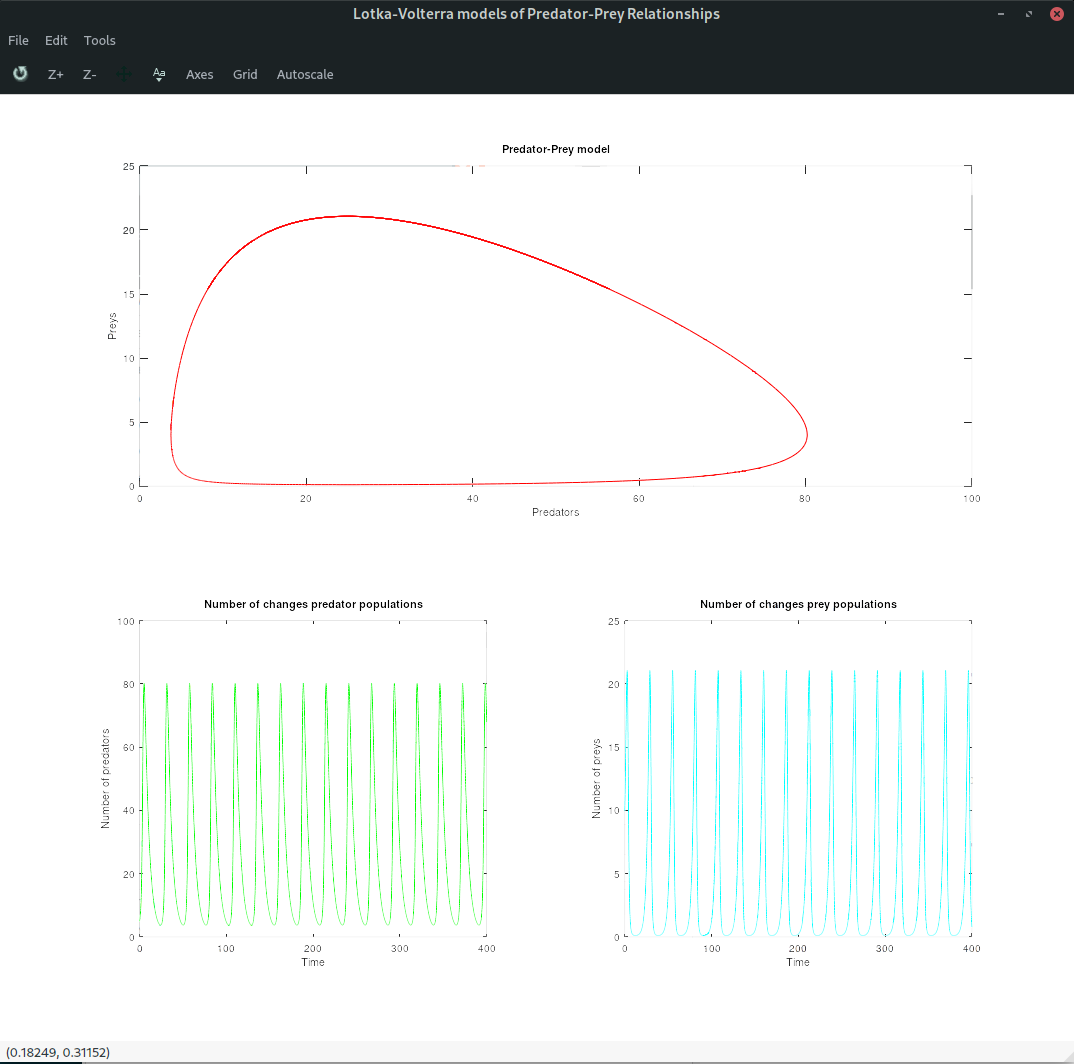 Lotka-Volterra models of Predator-Prey Relationships
File Edit Tools
Z+ Z- Aa Axes Grid Autoscale
Predator-Prey model
25
20
15
10
5
0
Preys
0 20 40 60 80 100
Predators
Number of changes predator populations
100
80
60
40
20
0
Number of predators
0 100 200 300 400
Time
Number of changes prey populations
25
20
15
10
5
0
Number of preys
0 100 200 300 400
Time
(0.18249, 0.31152)